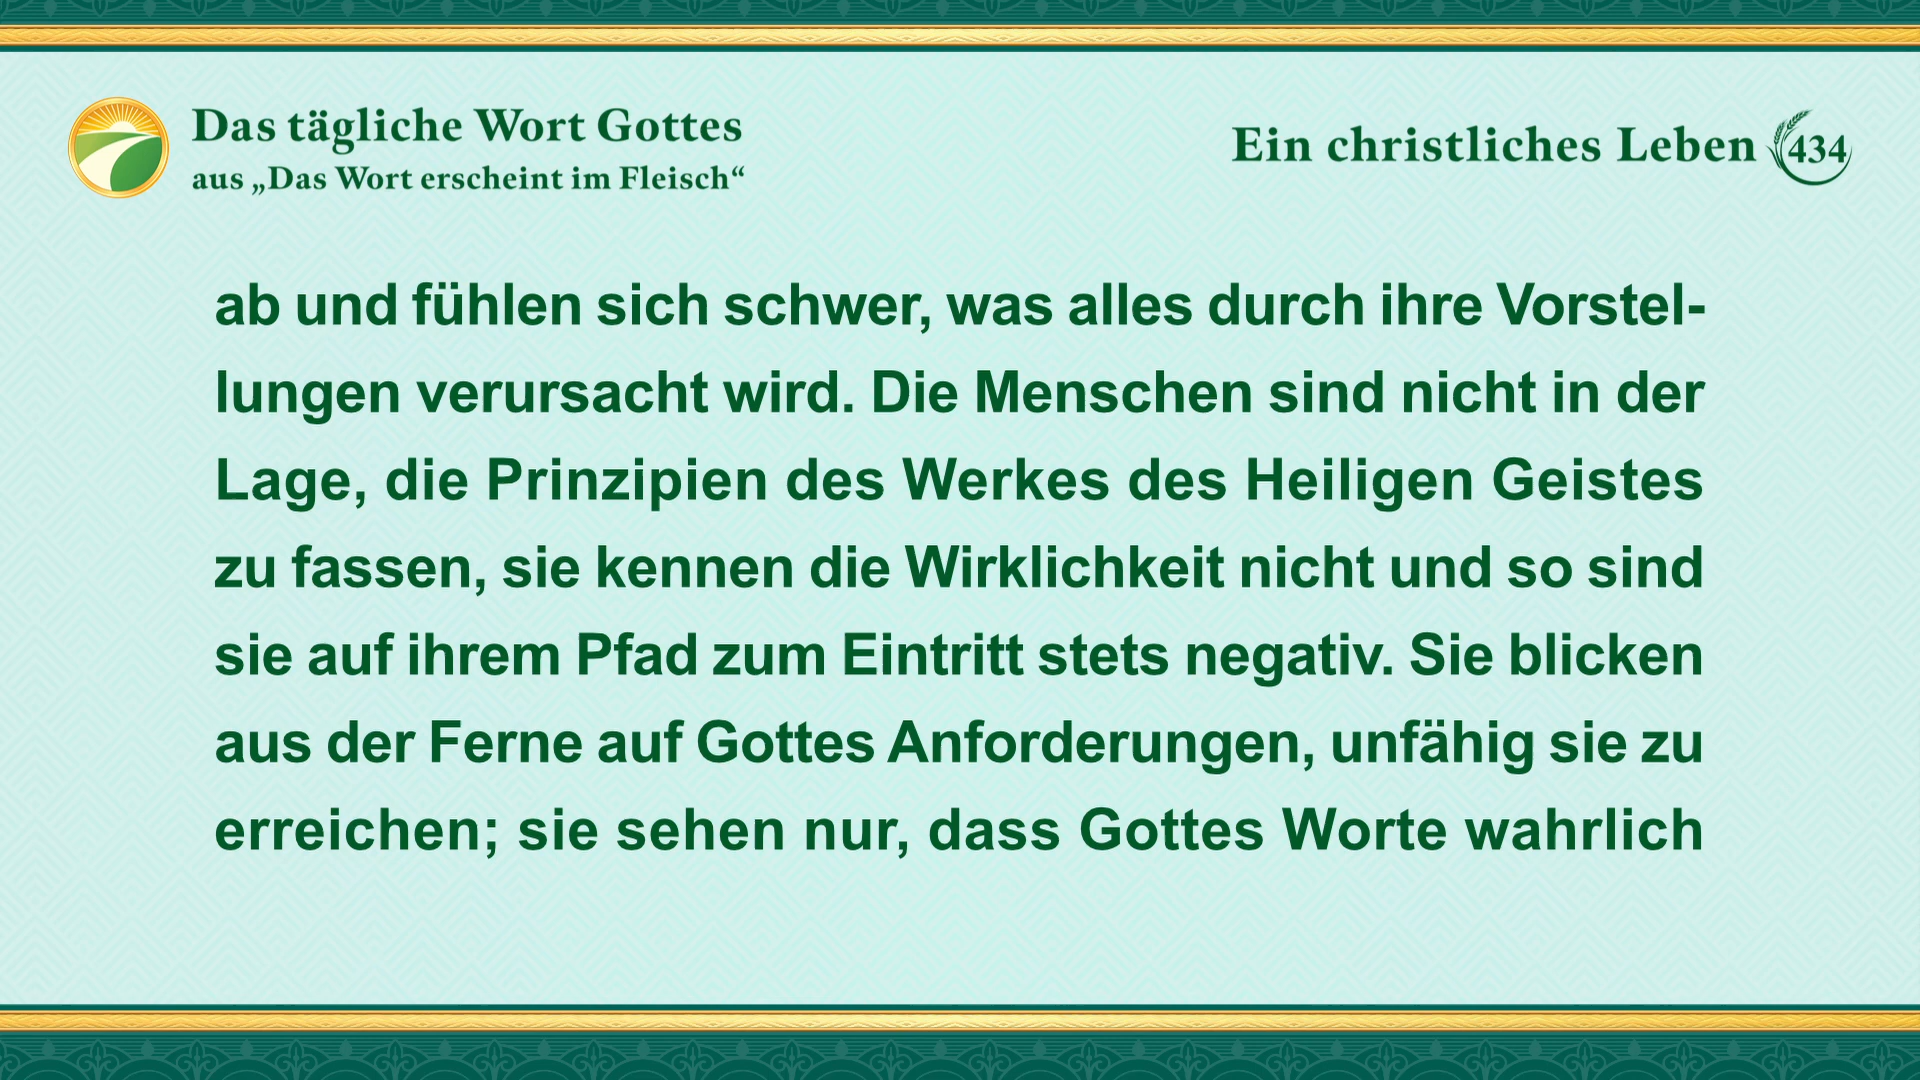 Das tägliche Wort Gottes
aus „Das Wort erscheint im Fleisch“
Ein christliches Leben 434
ab und fühlen sich schwer, was alles durch ihre Vorstel-
lungen verursacht wird. Die Menschen sind nicht in der
Lage, die Prinzipien des Werkes des Heiligen Geistes
zu fassen, sie kennen die Wirklichkeit nicht und so sind
sie auf ihrem Pfad zum Eintritt stets negativ. Sie blicken
aus der Ferne auf Gottes Anforderungen, unfähig sie zu
erreichen; sie sehen nur, dass Gottes Worte wahrlich